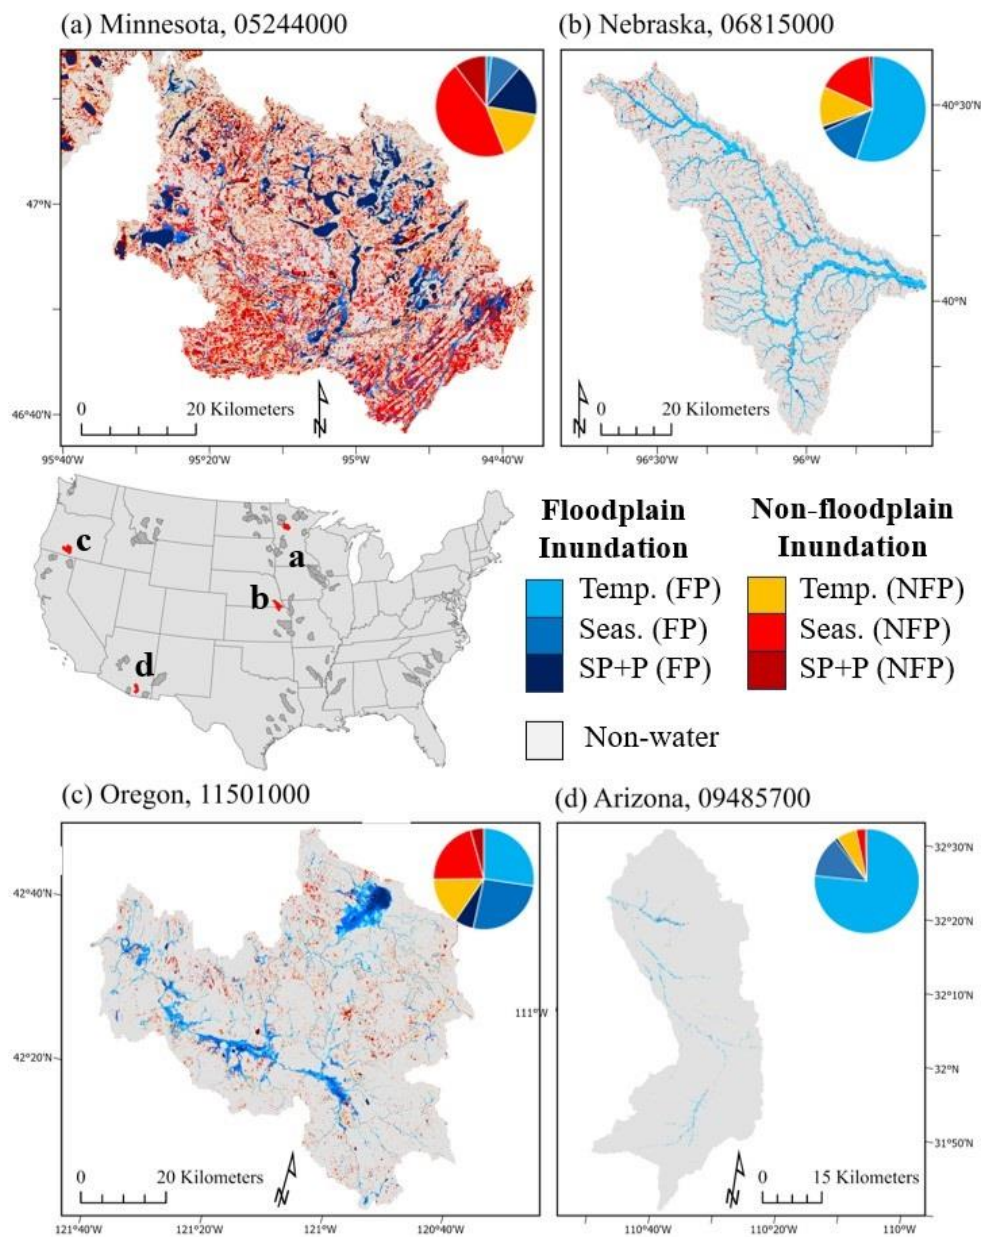 (a) Minnesota, 05244000
(b) Nebraska, 06815000
47°N
46°40'N
0 20 Kilometers
N
95°40'W 95°20'W 95°W 94°40'W
40°30'N
40°N
0 20 Kilometers
N
96°30'W 96°W
a
b
c
d
Floodplain Inundation
Non-floodplain Inundation
Temp. (FP)
Temp. (NFP)
Seas. (FP)
Seas. (NFP)
SP+P (FP)
SP+P (NFP)
Non-water
(c) Oregon, 11501000
(d) Arizona, 09485700
42°40'N
42°20'N
0 20 Kilometers
N
121°40'W 121°20'W 121°W 120°40'W
111°W
32°30'N
32°20'N
32°10'N
32°N
31°50'N
0 15 Kilometers
N
110°40'W 110°20'W 110°W